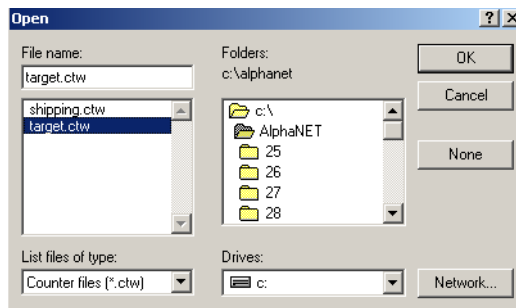 Open
File name:
target.ctw
shipping.ctw
target.ctw
List files of type:
Counter files (*.ctw)
Folders:
c:\alphanet
c:\
AlphaNET
25
26
27
28
Drives:
c:
OK
Cancel
None
Network...